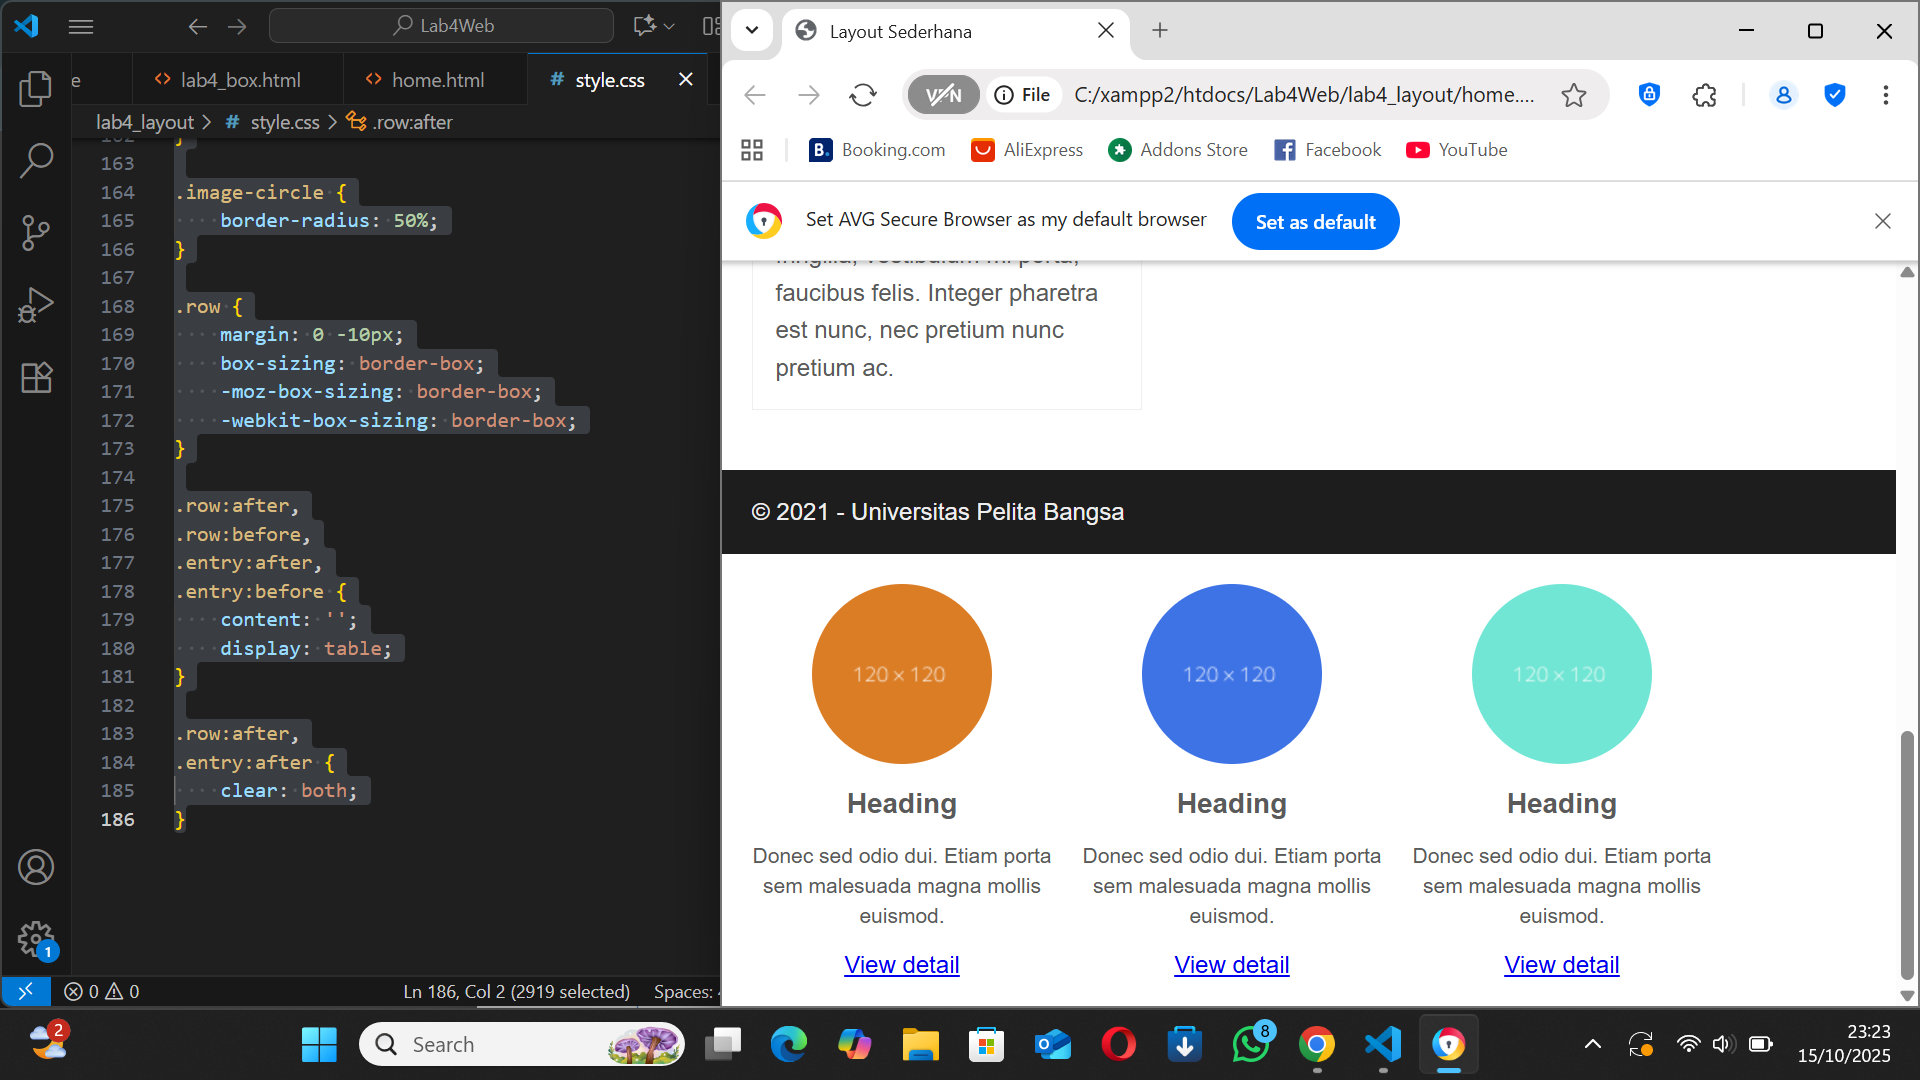 Lab4Web
e
lab4_box.html
home.html
# style.css
lab4_layout > # style.css > .row:after
162 }
163
164 .image-circle {
165 border-radius: 50%;
166 }
167
168 .row {
169 margin: 0 -10px;
170 box-sizing: border-box;
171 -moz-box-sizing: border-box;
172 -webkit-box-sizing: border-box;
173 }
174
175 .row:after,
176 .row:before,
177 .entry:after,
178 .entry:before {
179 content: '';
180 display: table;
181 }
182
183 .row:after,
184 .entry:after {
185 clear: both;
186 }
1
0 0
Ln 186, Col 2 (2919 selected)
Spaces:
Layout Sederhana
VPN
File
C:/xampp2/htdocs/Lab4Web/lab4_layout/home....
B.
Booking.com
AliExpress
Addons Store
Facebook
YouTube
Set AVG Secure Browser as my default browser
Set as default
fringilla, vestibulum mi porta,
faucibus felis. Integer pharetra
est nunc, nec pretium nunc
pretium ac.
© 2021 - Universitas Pelita Bangsa
120 × 120
120 × 120
120 × 120
Heading
Heading
Heading
Donec sed odio dui. Etiam porta
sem malesuada magna mollis
euismod.
Donec sed odio dui. Etiam porta
sem malesuada magna mollis
euismod.
Donec sed odio dui. Etiam porta
sem malesuada magna mollis
euismod.
View detail
View detail
View detail
2
Search
8
23:23
15/10/2025